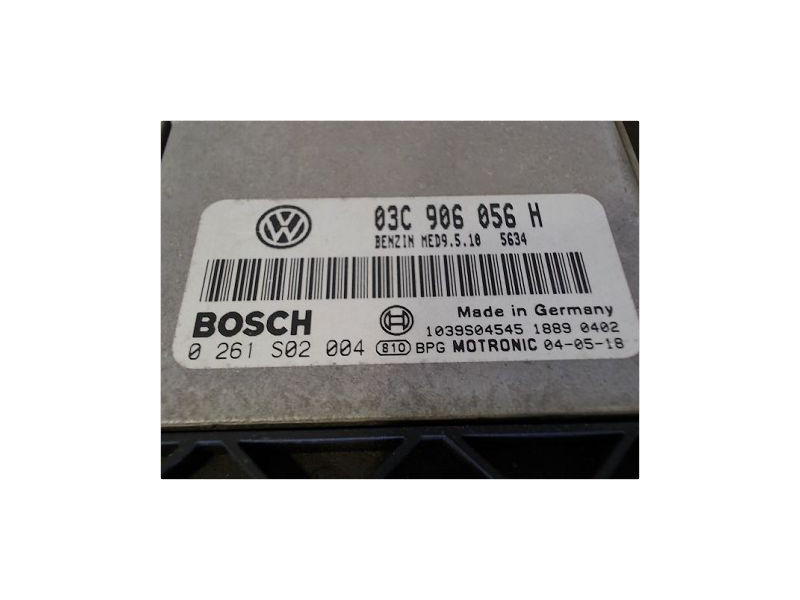 VW
03C 906 056 H
BENZIN MED9.5.10 5634
BOSCH
Made in Germany
1039S04545 1889 0402
0 261 S02 004 810 BPG MOTRONIC 04-05-18